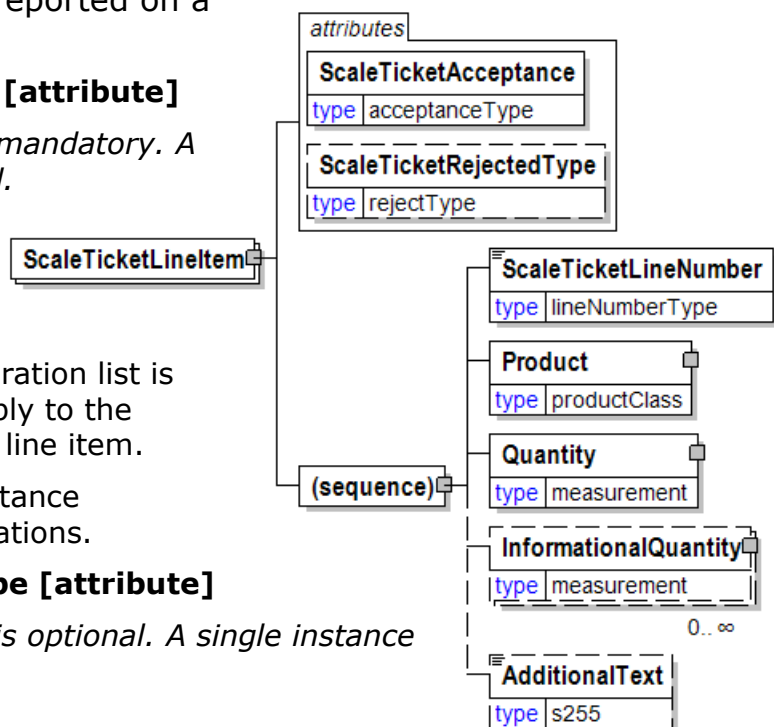 eported on a
[attribute]
mandatory. A
ration list is
ply to the
line item.
stance
ations.
pe [attribute]
is optional. A single instance
attributes
ScaleTicketAcceptance
type acceptanceType
ScaleTicketRejectedType
type rejectType
ScaleTicketLineItem
(sequence)
ScaleTicketLineNumber
type lineNumberType
Product
type productClass
Quantity
type measurement
InformationalQuantity
type measurement
0.. ∞
AdditionalText
type s255